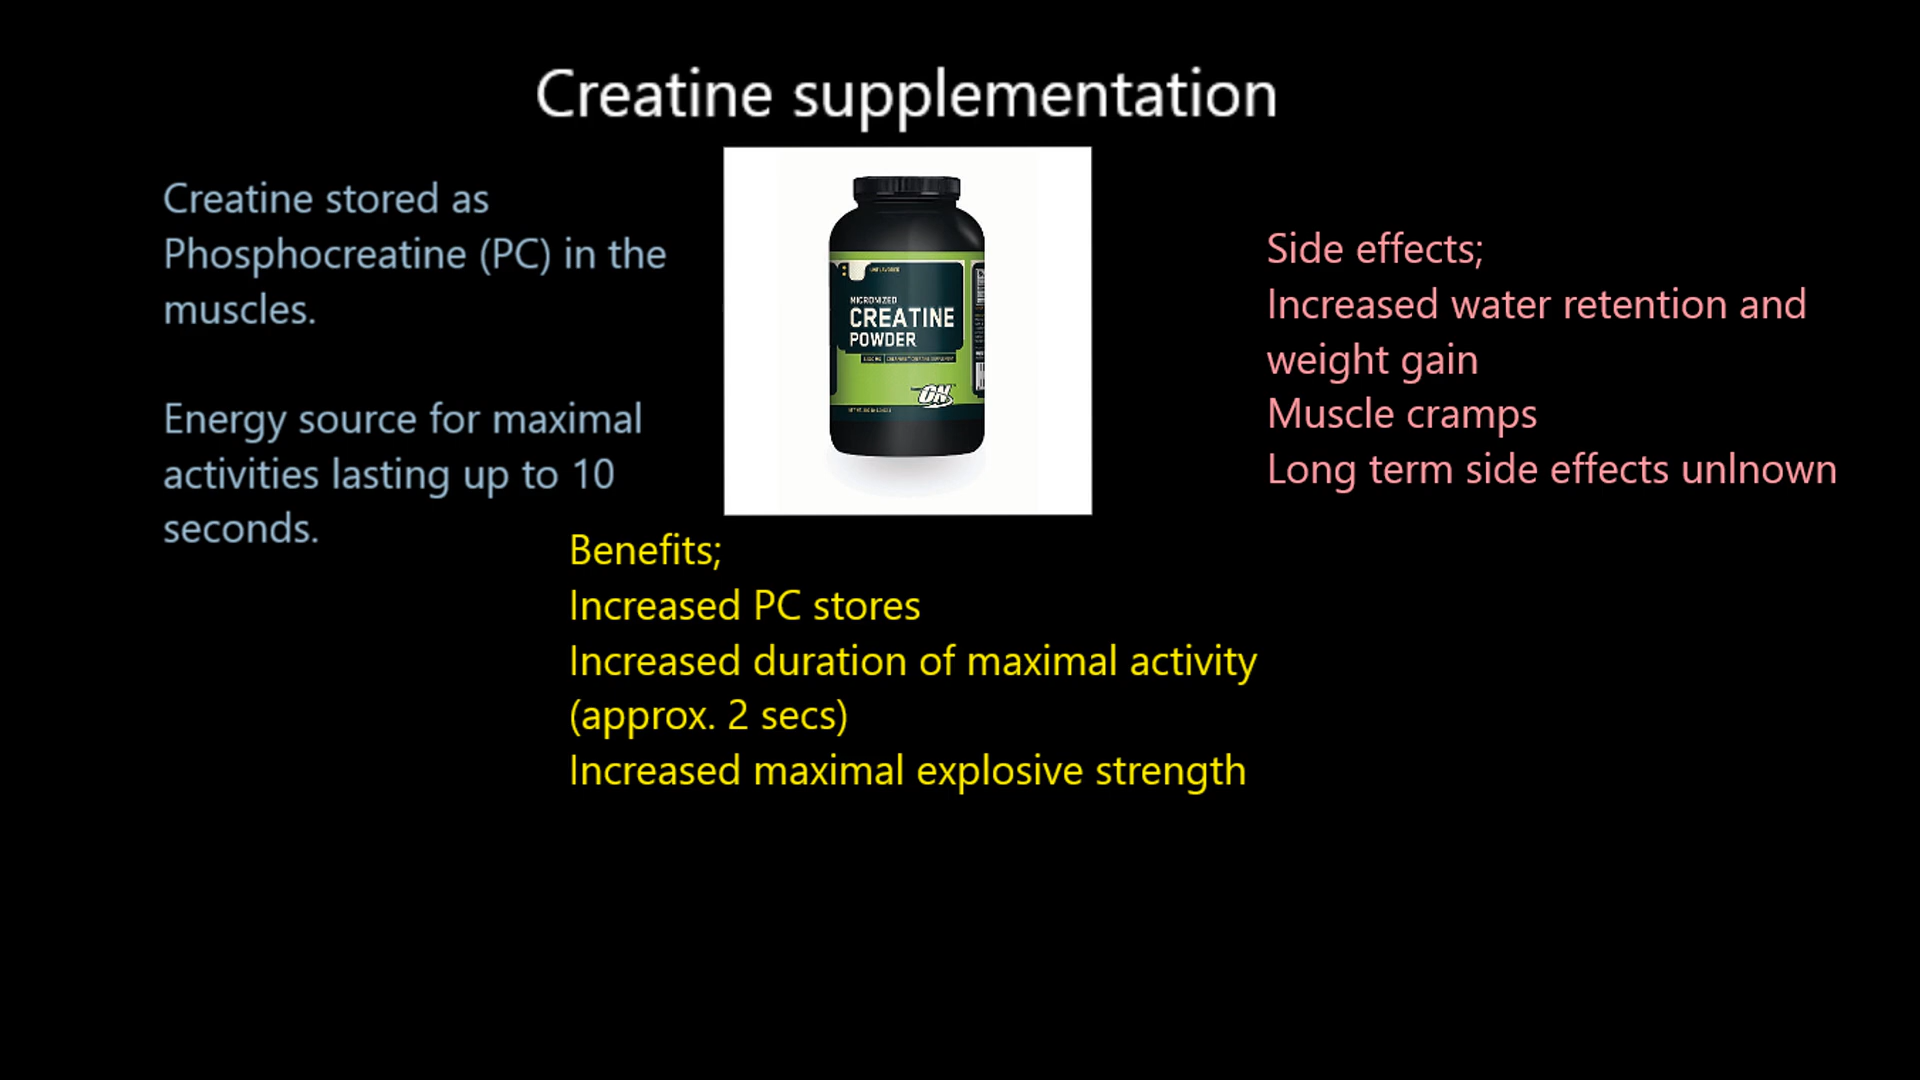 Creatine supplementation
Creatine stored as
Phosphocreatine (PC) in the
muscles.
Energy source for maximal
activities lasting up to 10
seconds.
MICRONIZED
CREATINE
POWDER
ON
Side effects;
Increased water retention and
weight gain
Muscle cramps
Long term side effects unlnown
Benefits;
Increased PC stores
Increased duration of maximal activity
(approx. 2 secs)
Increased maximal explosive strength